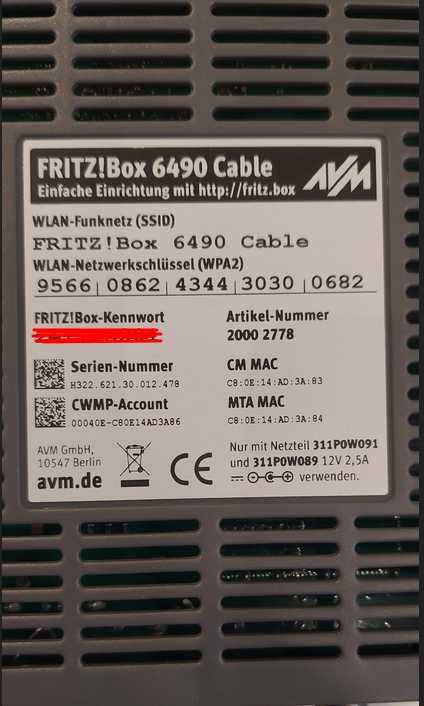 FRITZ!Box 6490 Cable
Einfache Einrichtung mit http://fritz.box
AVM
WLAN-Funknetz (SSID)
FRITZ!Box 6490 Cable
WLAN-Netzwerkschlüssel (WPA2)
9566 | 0862 | 4344 | 3030 | 0682
FRITZ!Box-Kennwort
Artikel-Nummer
2000 2778
Serien-Nummer
H322.621.30.012.478
CM MAC
C8:0E:14:AD:3A:83
CWMP-Account
00040E-C80E14AD3A86
MTA MAC
C8:0E:14:AD:3A:84
AVM GmbH,
10547 Berlin
avm.de
CE
Nur mit Netzteil 311P0W091
und 311P0W089 12V 2,5A
verwenden.